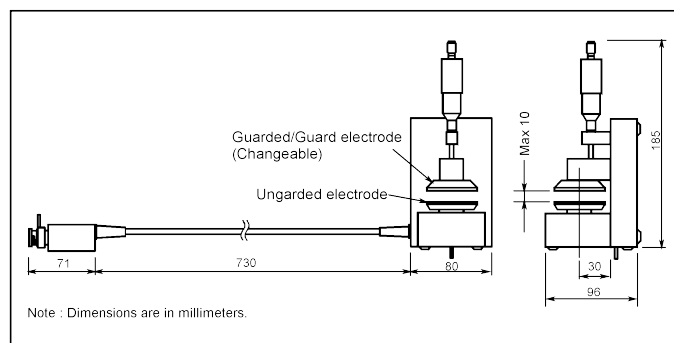 Guarded/Guard electrode
(Changeable)
Ungarded electrode
Max 10
185
71
730
80
30
96
Note : Dimensions are in millimeters.